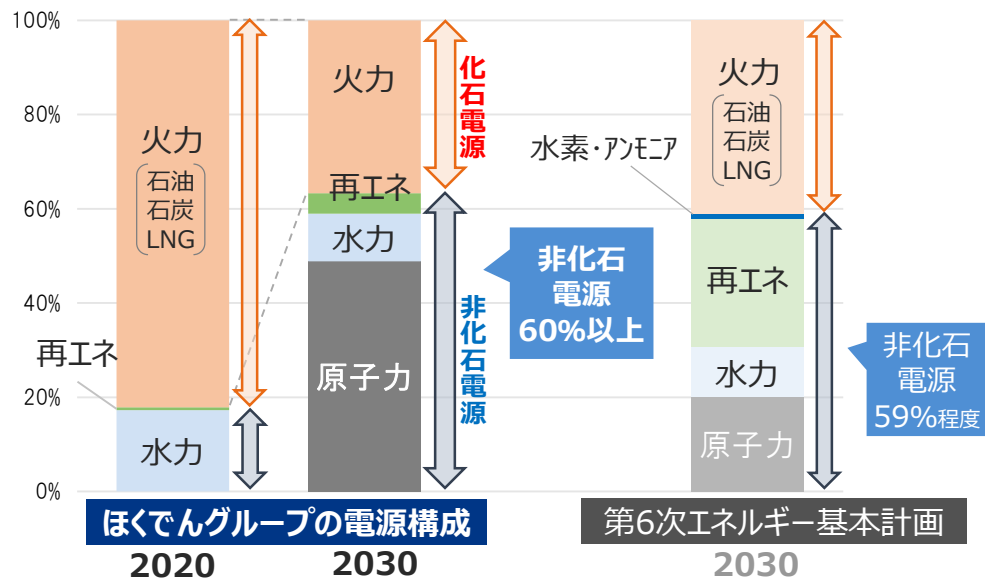 100%
80%
60%
40%
20%
0%
火力
石油
石炭
LNG
再エネ
水力
火力
再エネ
水力
原子力
化石電源
非化石電源
非化石
電源
60%以上
水素・アンモニア
火力
石油
石炭
LNG
再エネ
水力
原子力
非化石
電源
59%程度
ほくでんグループの電源構成
2020
2030
第6次エネルギー基本計画
2030